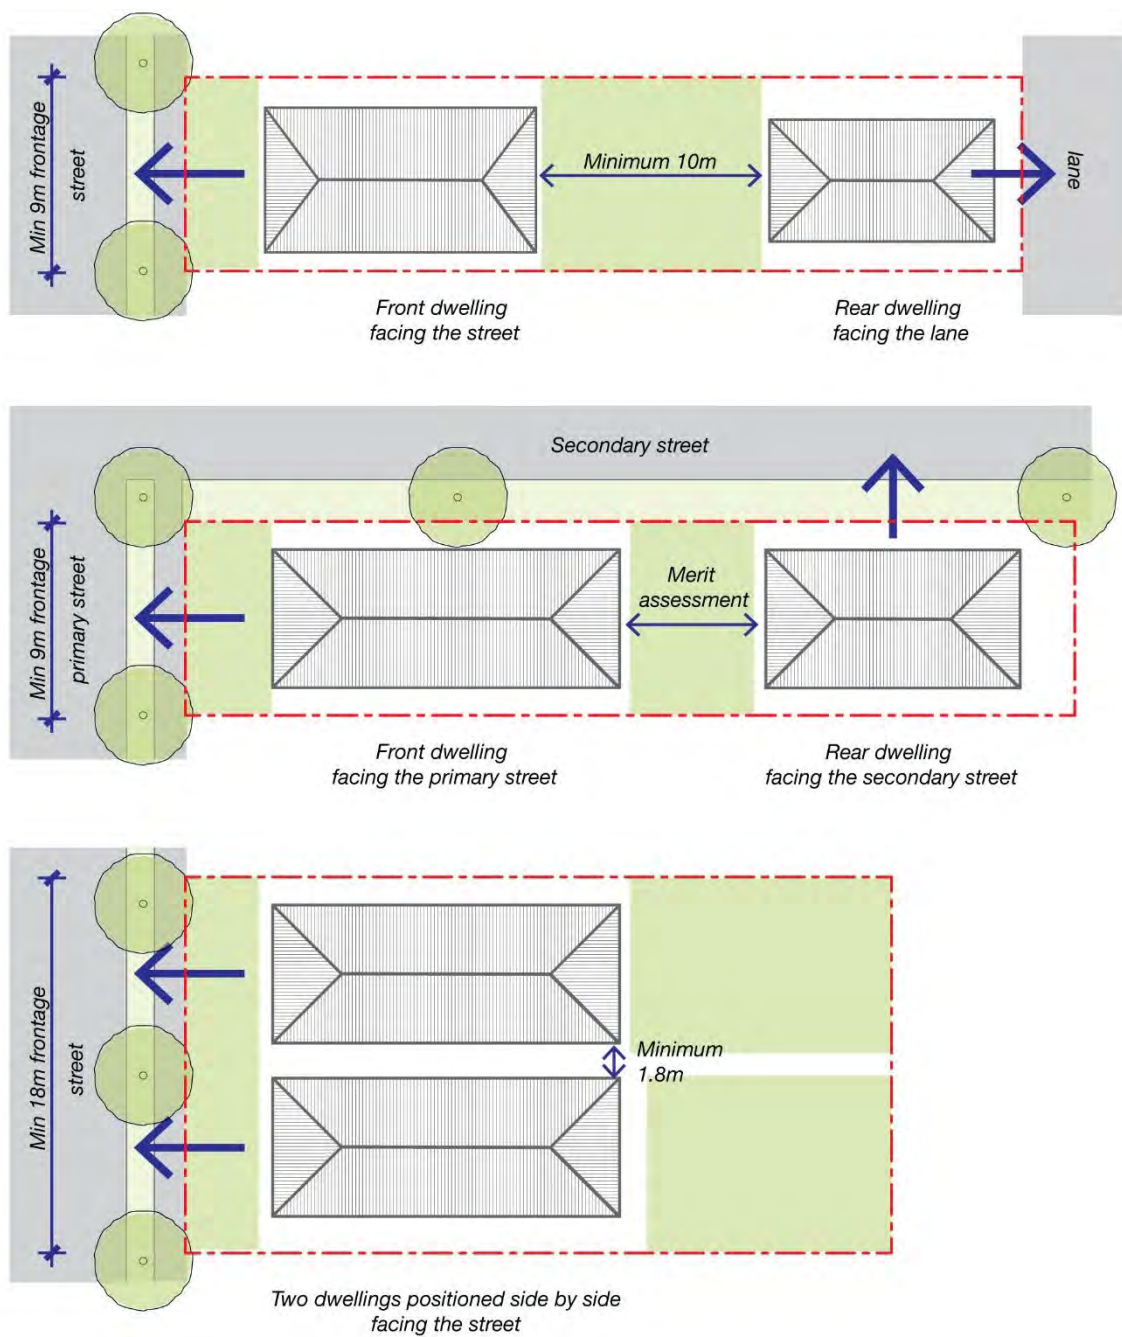 Min 9m frontage
street
Minimum 10m
lane
Front dwelling
facing the street
Rear dwelling
facing the lane
Secondary street
Min 9m frontage
primary street
Merit
assessment
Front dwelling
facing the primary street
Rear dwelling
facing the secondary street
Min 18m frontage
street
Minimum
1.8m
Two dwellings positioned side by side
facing the street